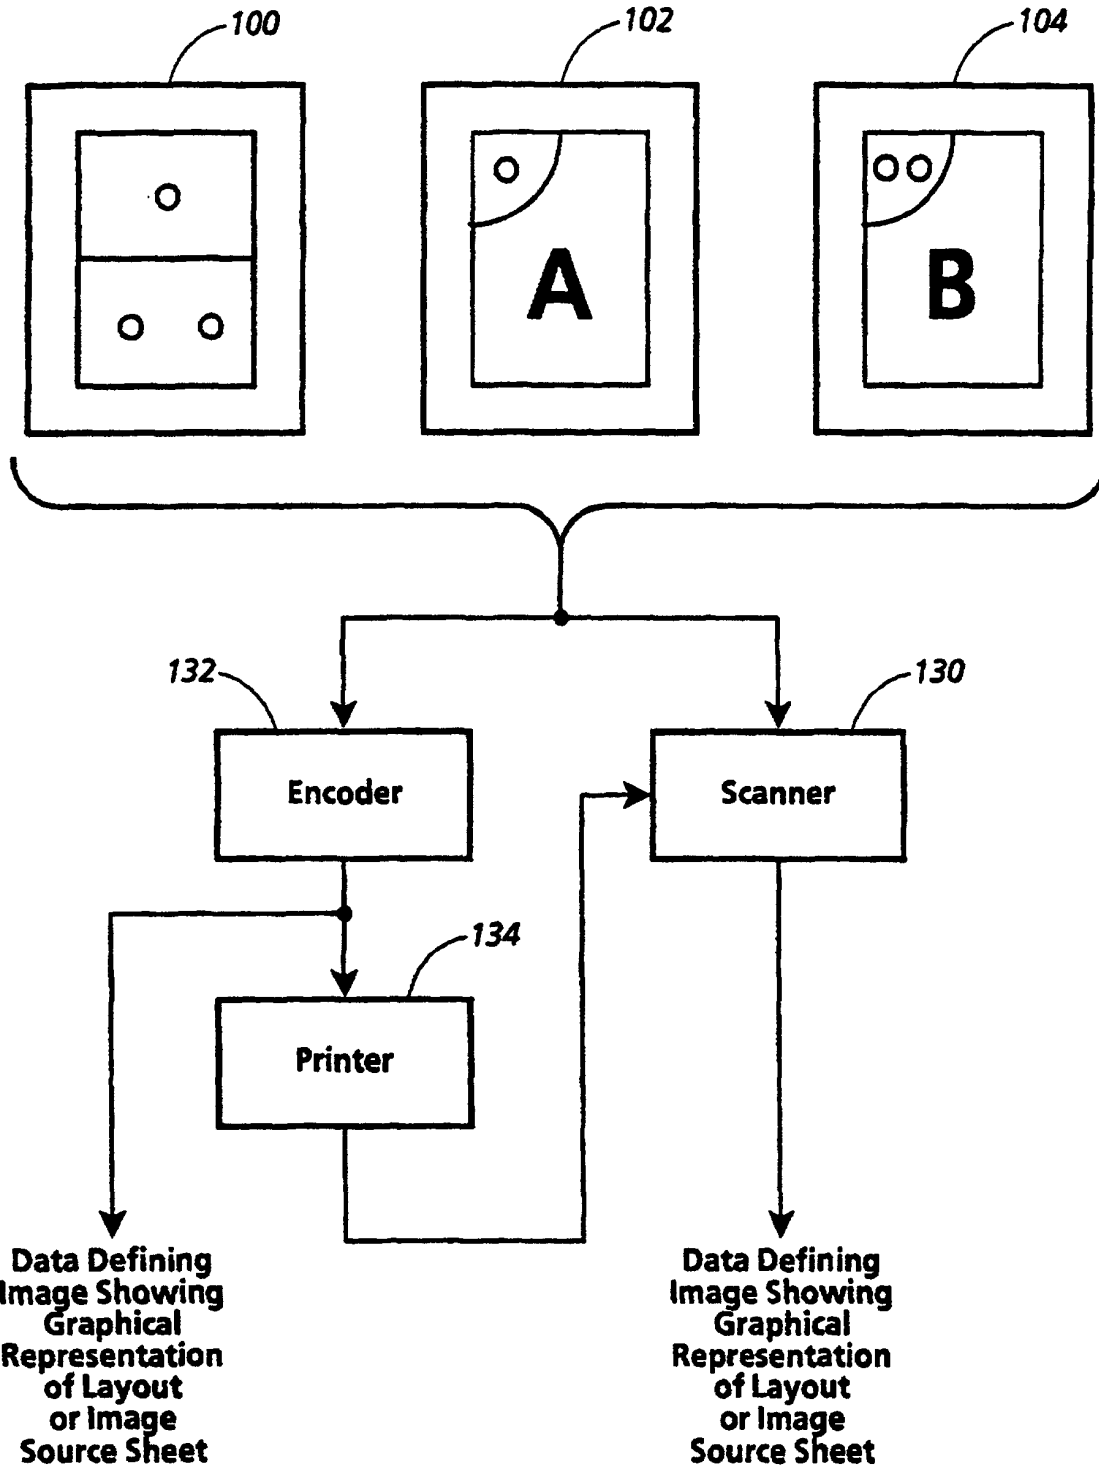 100
102
104
A
B
132
130
Encoder
Scanner
134
Printer
Data Defining
Image Showing
Graphical
Representation
of Layout
or Image
Source Sheet
Data Defining
Image Showing
Graphical
Representation
of Layout
or Image
Source Sheet